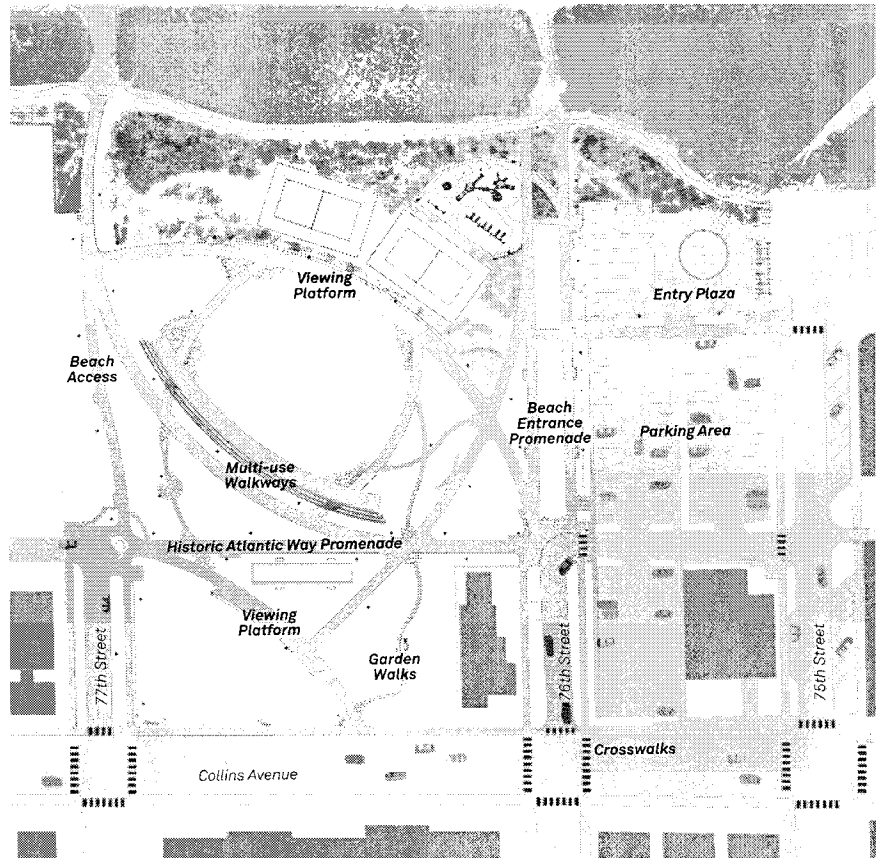 Viewing
Platform
Entry Plaza
Beach
Access
Beach
Entrance
Promenade
Parking Area
Multi-use
Walkways
Historic Atlantic Way Promenade
Viewing
Platform
Garden
Walks
77th Street
76th Street
75th Street
Crosswalks
Collins Avenue